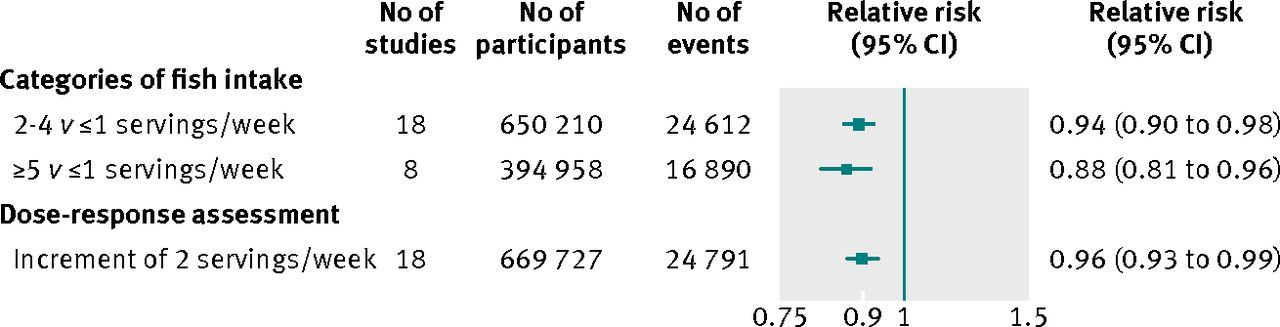 No of studies No of participants No of events Relative risk (95% CI) Relative risk (95% CI)
Categories of fish intake
2-4 v ≤1 servings/week 18 650 210 24 612 0.94 (0.90 to 0.98)
≥5 v ≤1 servings/week 8 394 958 16 890 0.88 (0.81 to 0.96)
Dose-response assessment
Increment of 2 servings/week 18 669 727 24 791 0.96 (0.93 to 0.99)
0.75 0.9 1 1.5